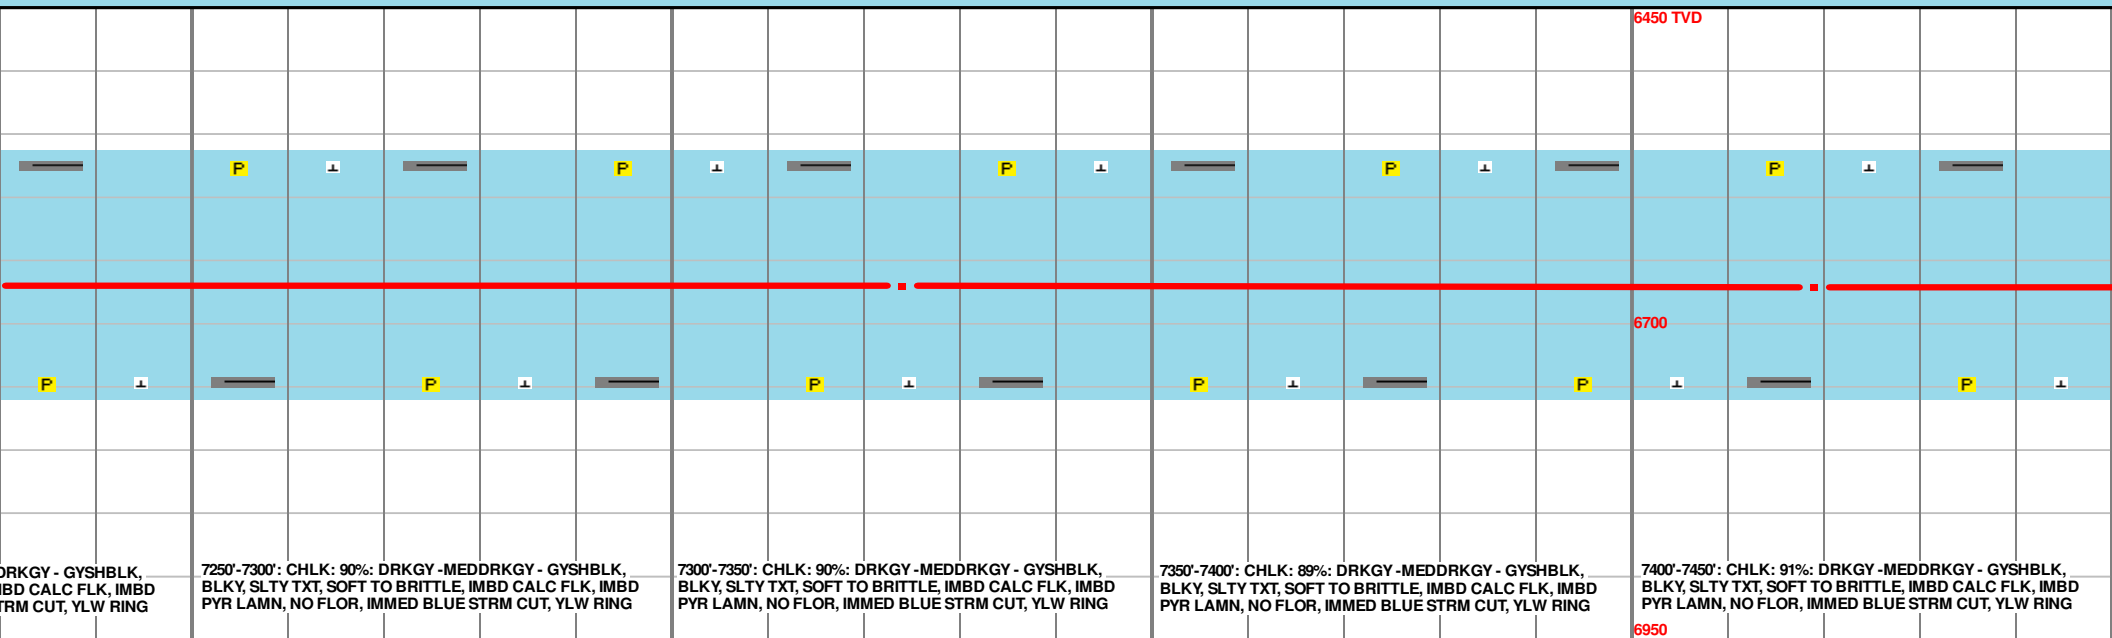 6450 TVD
P P P P P
6700
P P P P P P
DRKGY - GYSHBLK,
IBD CALC FLK, IMBD
TRM CUT, YLW RING
7250'-7300': CHLK: 90%: DRKGY -MEDDRKGY - GYSHBLK,
BLKY, SLTY TXT, SOFT TO BRITTLE, IMBD CALC FLK, IMBD
PYR LAMN, NO FLOR, IMMED BLUE STRM CUT, YLW RING
7300'-7350': CHLK: 90%: DRKGY -MEDDRKGY - GYSHBLK,
BLKY, SLTY TXT, SOFT TO BRITTLE, IMBD CALC FLK, IMBD
PYR LAMN, NO FLOR, IMMED BLUE STRM CUT, YLW RING
7350'-7400': CHLK: 89%: DRKGY -MEDDRKGY - GYSHBLK,
BLKY, SLTY TXT, SOFT TO BRITTLE, IMBD CALC FLK, IMBD
PYR LAMN, NO FLOR, IMMED BLUE STRM CUT, YLW RING
7400'-7450': CHLK: 91%: DRKGY -MEDDRKGY - GYSHBLK,
BLKY, SLTY TXT, SOFT TO BRITTLE, IMBD CALC FLK, IMBD
PYR LAMN, NO FLOR, IMMED BLUE STRM CUT, YLW RING
6950